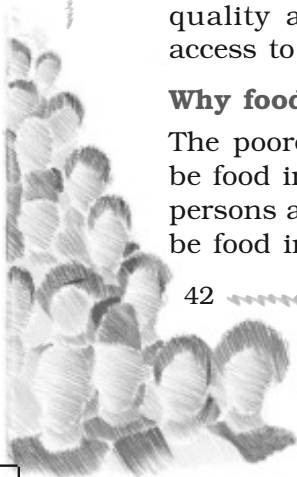 quality a
access to
Why food
The poore
be food in
persons a
be food in
42